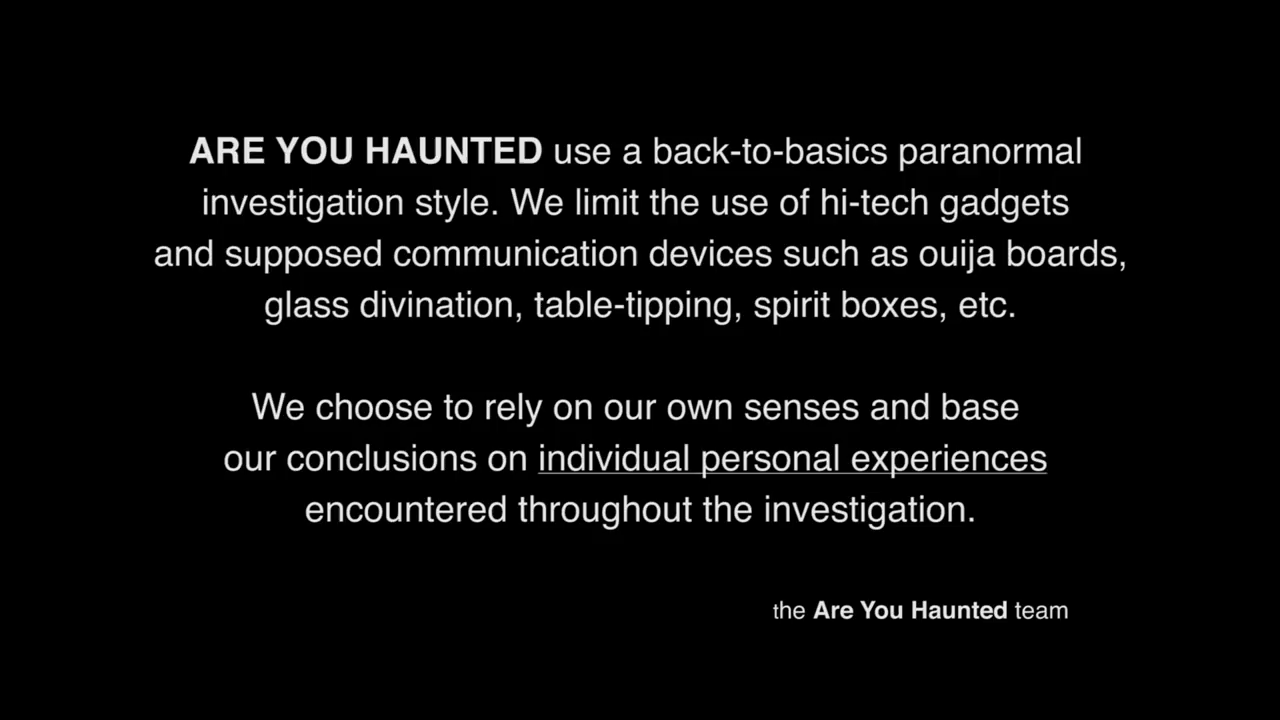 ARE YOU HAUNTED use a back-to-basics paranormal
investigation style. We limit the use of hi-tech gadgets
and supposed communication devices such as ouija boards,
glass divination, table-tipping, spirit boxes, etc.
We choose to rely on our own senses and base
our conclusions on individual personal experiences
encountered throughout the investigation.
the Are You Haunted team